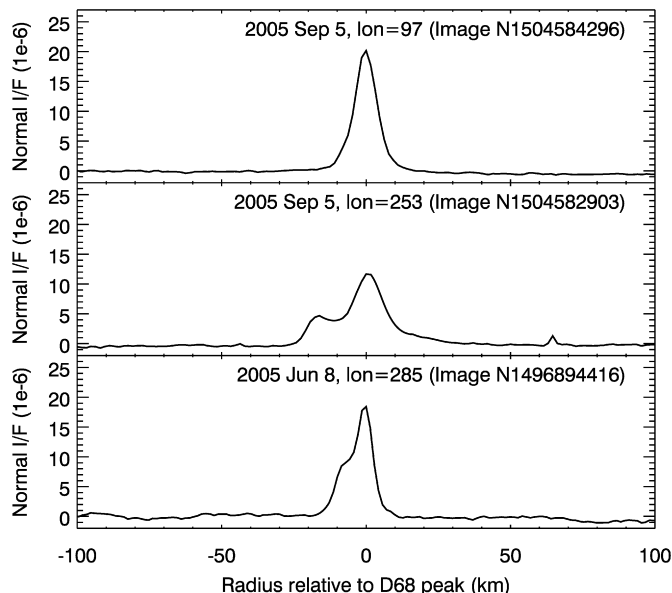 2005 Sep 5, lon=97 (Image N1504584296)
Normal I/F (1e-6)
25
20
15
10
5
0
2005 Sep 5, lon=253 (Image N1504582903)
Normal I/F (1e-6)
25
20
15
10
5
0
2005 Jun 8, lon=285 (Image N1496894416)
Normal I/F (1e-6)
25
20
15
10
5
0
-100 -50 0 50 100
Radius relative to D68 peak (km)